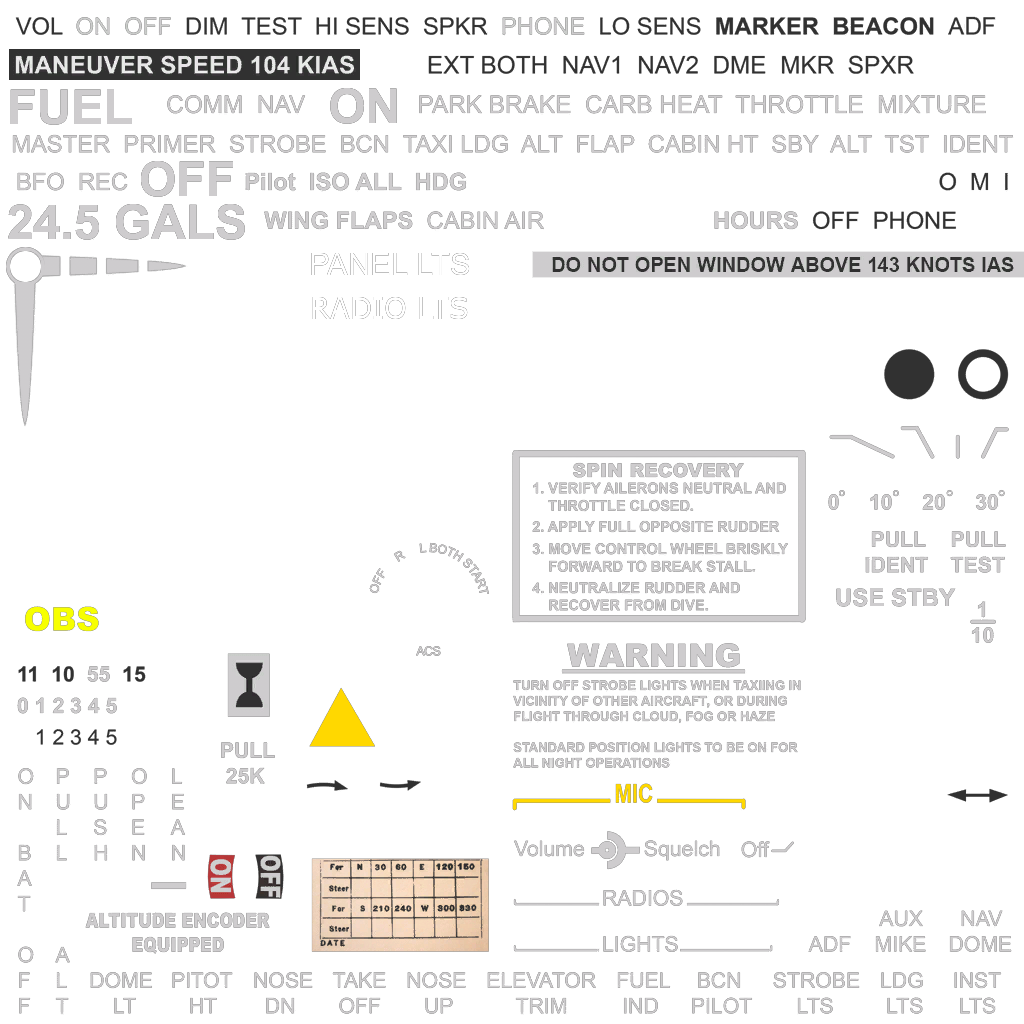 VOL ON OFF DIM TEST HI SENS SPKR PHONE LO SENS MARKER BEACON ADF
MANEUVER SPEED 104 KIAS EXT BOTH NAV1 NAV2 DME MKR SPXR
FUEL COMM NAV ON PARK BRAKE CARB HEAT THROTTLE MIXTURE
MASTER PRIMER STROBE BCN TAXI LDG ALT FLAP CABIN HT SBY ALT TST IDENT
BFO REC OFF Pilot ISO ALL HDG O M I
24.5 GALS WING FLAPS CABIN AIR HOURS OFF PHONE
PANEL LTS
DO NOT OPEN WINDOW ABOVE 143 KNOTS IAS
RADIO LTS
SPIN RECOVERY
1. VERIFY AILERONS NEUTRAL AND
THROTTLE CLOSED.
2. APPLY FULL OPPOSITE RUDDER
3. MOVE CONTROL WHEEL BRISKLY
FORWARD TO BREAK STALL.
4. NEUTRALIZE RUDDER AND
RECOVER FROM DIVE.
0° 10° 20° 30°
PULL IDENT
PULL TEST
USE STBY
1
10
OFF R L BOTH START
ACS
OBS
11 10 55 15
0 1 2 3 4 5
1 2 3 4 5
PULL
25K
WARNING
TURN OFF STROBE LIGHTS WHEN TAXIING IN
VICINITY OF OTHER AIRCRAFT, OR DURING
FLIGHT THROUGH CLOUD, FOG OR HAZE
STANDARD POSITION LIGHTS TO BE ON FOR
ALL NIGHT OPERATIONS
MIC
Volume Squelch Off
RADIOS
LIGHTS
ON BAT OFF
PULL ALT
PUSH
OPEN
LEAN
ON OFF
For N 30 60 E 120 150
Steer
For S 210 240 W 300 330
Steer
DATE
ALTITUDE ENCODER
EQUIPPED
ADF
AUX MIKE
NAV DOME
DOME LT
PITOT HT
NOSE DN
TAKE OFF
NOSE UP
ELEVATOR TRIM
FUEL IND
BCN PILOT
STROBE LTS
LDG LTS
INST LTS